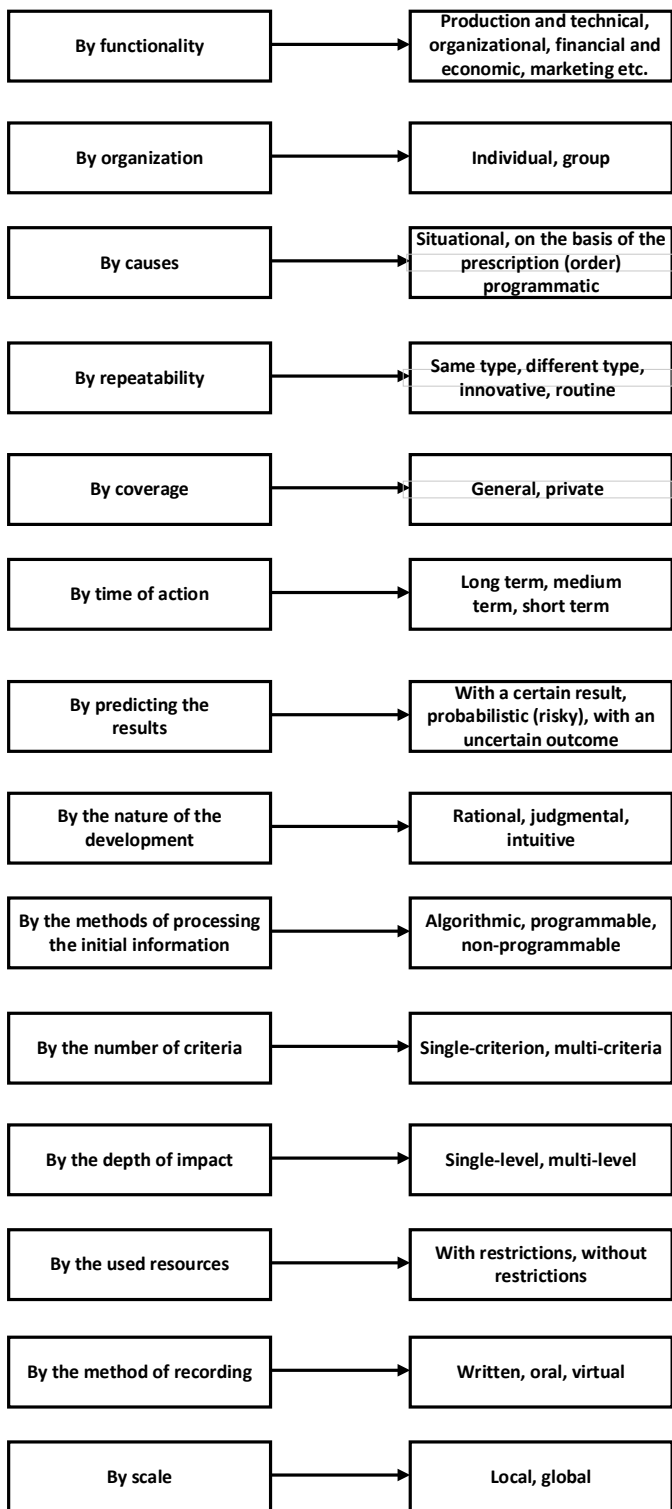 By functionality
Production and technical,
organizational, financial and
economic, marketing etc.
By organization
Individual, group
By causes
Situational, on the basis of the
prescription (order)
programmatic
By repeatability
Same type, different type,
innovative, routine
By coverage
General, private
By time of action
Long term, medium
term, short term
By predicting the
results
With a certain result,
probabilistic (risky), with an
uncertain outcome
By the nature of the
development
Rational, judgmental,
intuitive
By the methods of processing
the initial information
Algorithmic, programmable,
non-programmable
By the number of criteria
Single-criterion, multi-criteria
By the depth of impact
Single-level, multi-level
By the used resources
With restrictions, without
restrictions
By the method of recording
Written, oral, virtual
By scale
Local, global